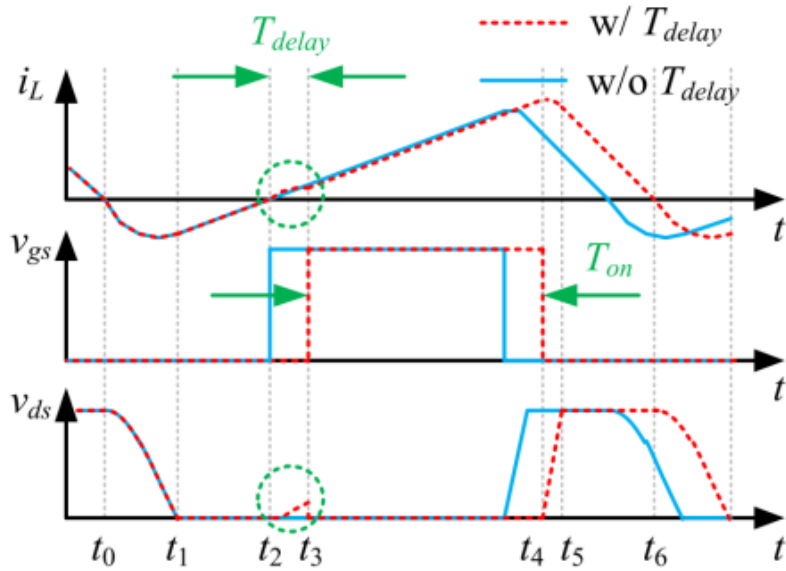 T_delay
w/ T_delay
w/o T_delay
i_L
t
v_gs
T_on
t
v_ds
t_0 t_1 t_2 t_3 t_4 t_5 t_6 t